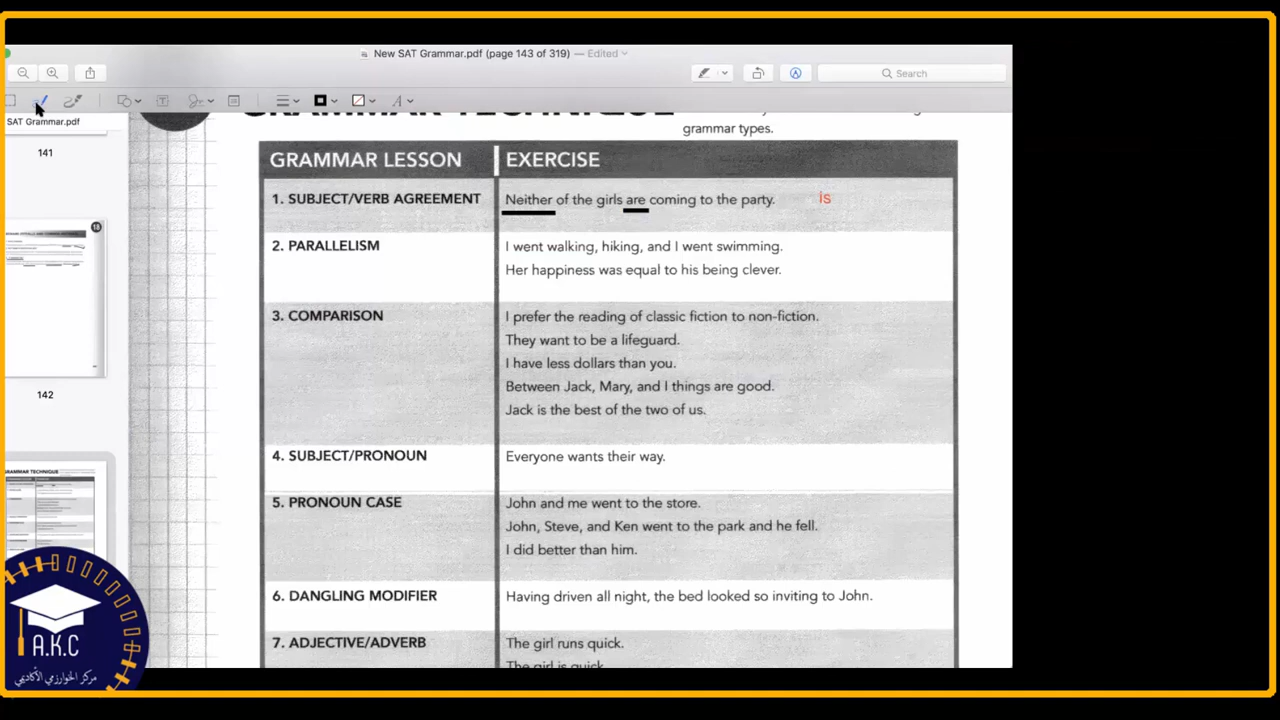 New SAT Grammar.pdf (page 143 of 319) — Edited
Search
SAT Grammar.pdf
141
142
GRAMMAR TECHNIQUE
grammar types.
GRAMMAR LESSON EXERCISE
1. SUBJECT/VERB AGREEMENT Neither of the girls are coming to the party. is
2. PARALLELISM I went walking, hiking, and I went swimming.
Her happiness was equal to his being clever.
3. COMPARISON I prefer the reading of classic fiction to non-fiction.
They want to be a lifeguard.
I have less dollars than you.
Between Jack, Mary, and I things are good.
Jack is the best of the two of us.
4. SUBJECT/PRONOUN Everyone wants their way.
5. PRONOUN CASE John and me went to the store.
John, Steve, and Ken went to the park and he fell.
I did better than him.
6. DANGLING MODIFIER Having driven all night, the bed looked so inviting to John.
7. ADJECTIVE/ADVERB The girl runs quick.
The girl is quick
A.K.C
مركز الخوارزمي الأكاديمي